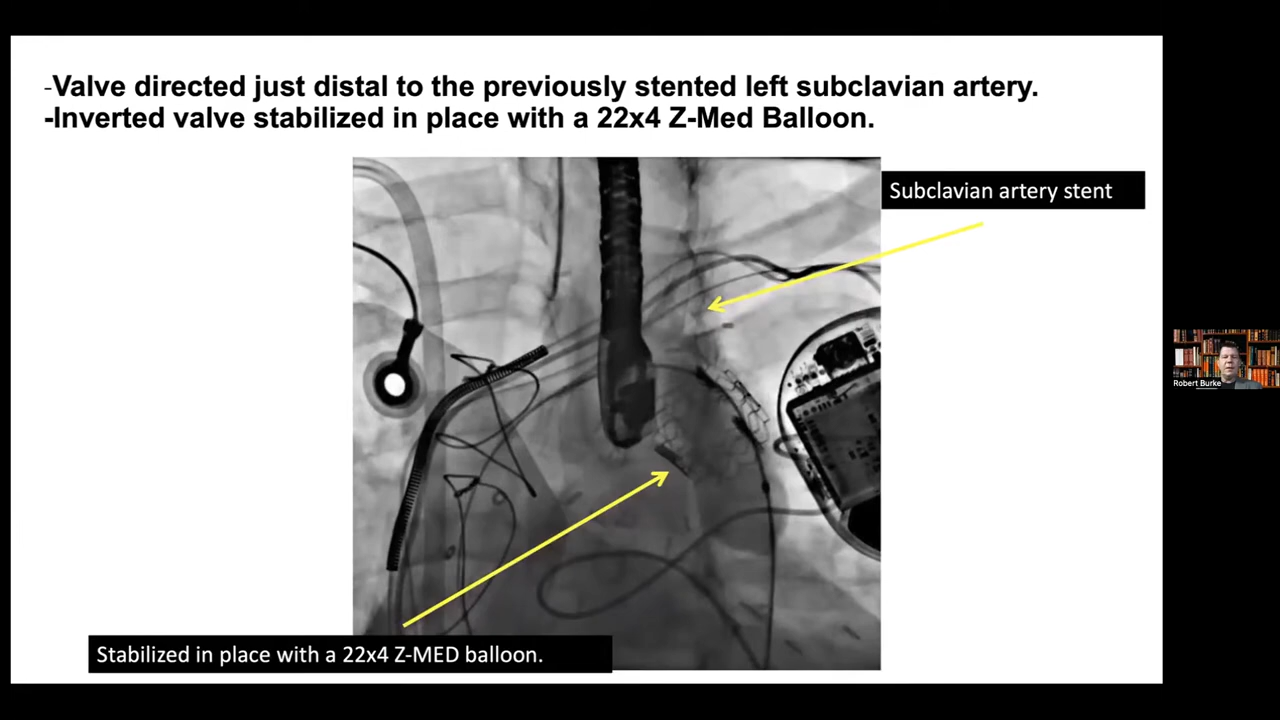 -Valve directed just distal to the previously stented left subclavian artery.
-Inverted valve stabilized in place with a 22x4 Z-Med Balloon.
Subclavian artery stent
Robert Burke
Stabilized in place with a 22x4 Z-MED balloon.